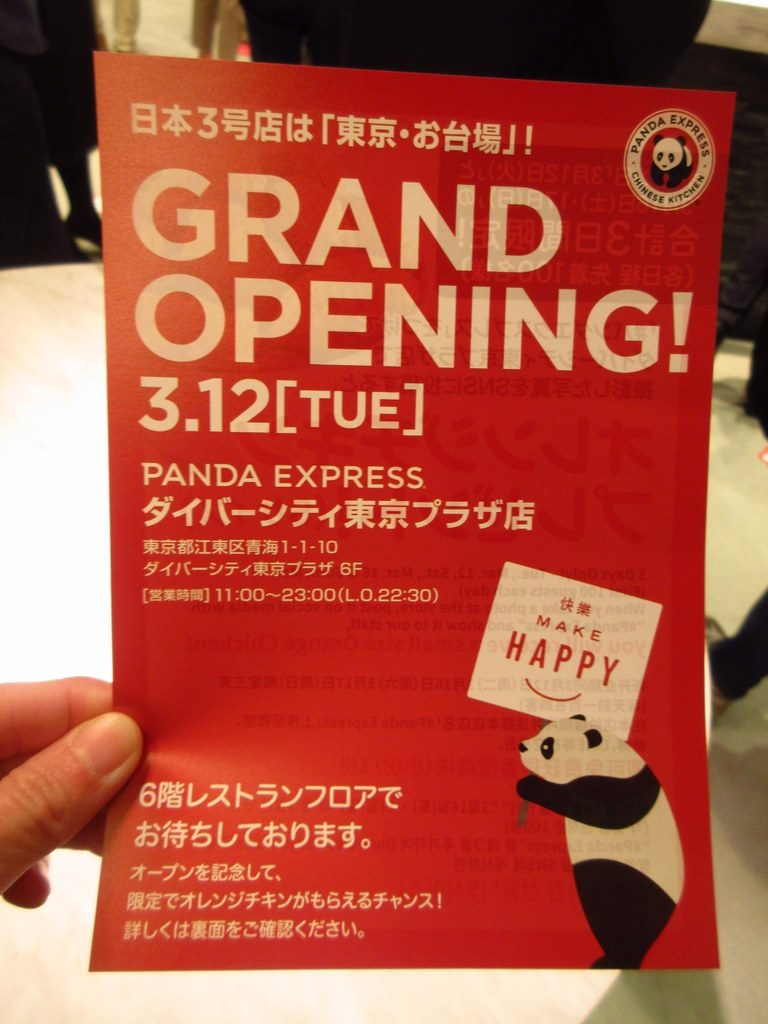 日本3号店は「東京・お台場」!
PANDA EXPRESS
CHINESE KITCHEN
GRAND
OPENING!
3.12[TUE]
PANDA EXPRESS
ダイバーシティ東京プラザ店
東京都江東区青海1-1-10
ダイバーシティ東京プラザ 6F
[営業時間] 11:00〜23:00(L.O.22:30)
快樂
MAKE
HAPPY
6階レストランフロアで
お待ちしております。
オープンを記念して、
限定でオレンジチキンがもらえるチャンス!
詳しくは裏面をご確認ください。